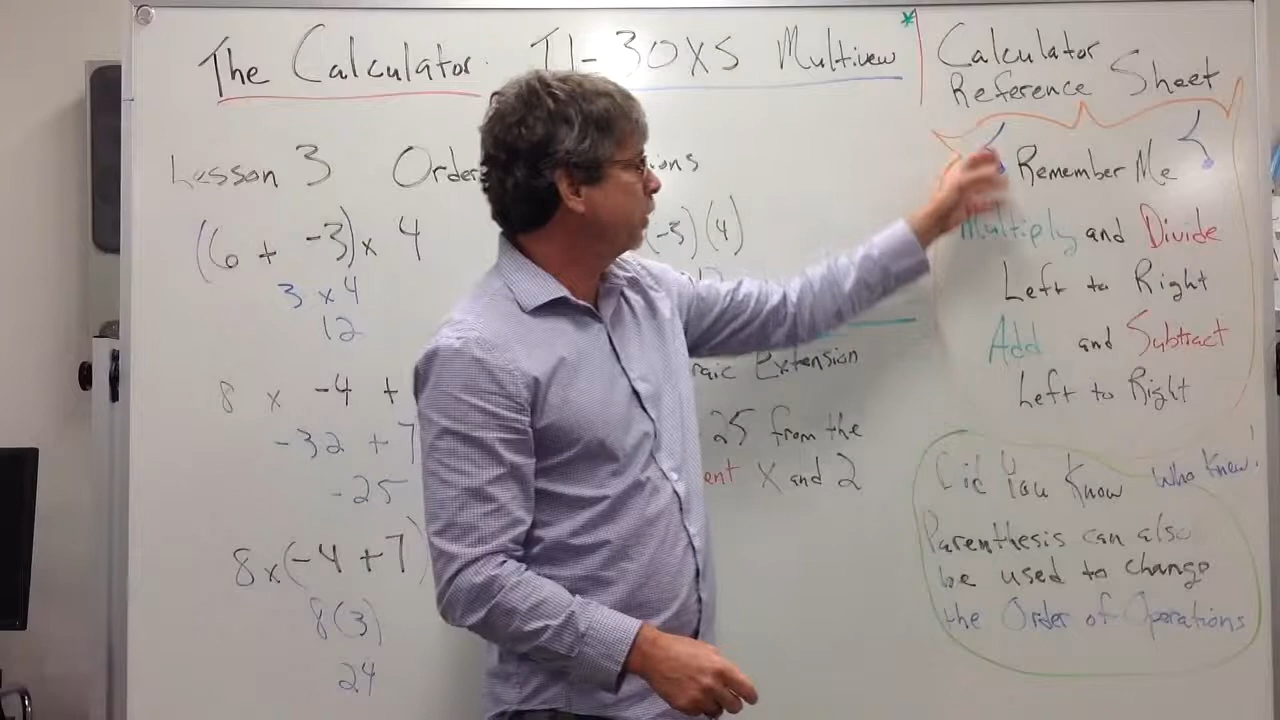 The Calculator. TI-30XS Multiview
Lesson 3 Order ions
(6 + -3) x 4
3 x 4
12
8 x -4 +
-32 + 7
-25
8 x (-4 + 7)
8(3)
24
(-3)(4)
Extension
25 from the
X and 2
* Calculator
Reference Sheet
Remember Me
Multiply and Divide
Left to Right
Add and Subtract
Left to Right
Did You Know Who Knew!
Parenthesis can also
be used to change
the Order of Operations